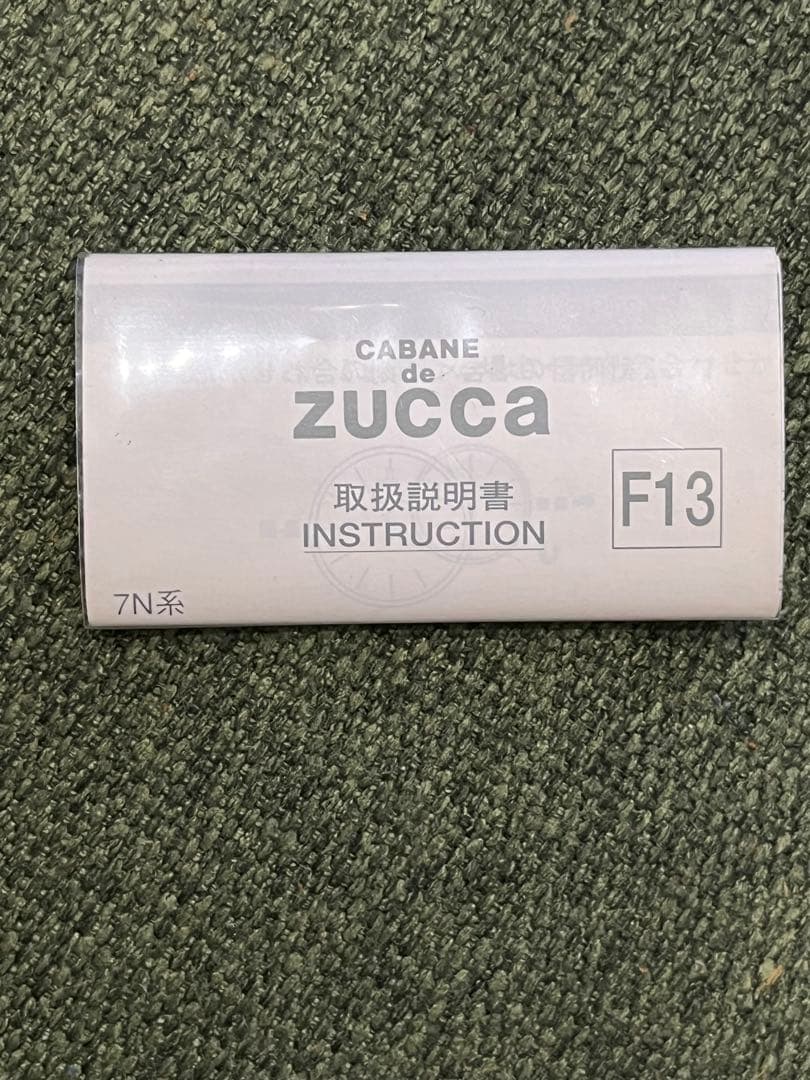 CABANE
de
zucca
取扱説明書
INSTRUCTION
F13
7N系